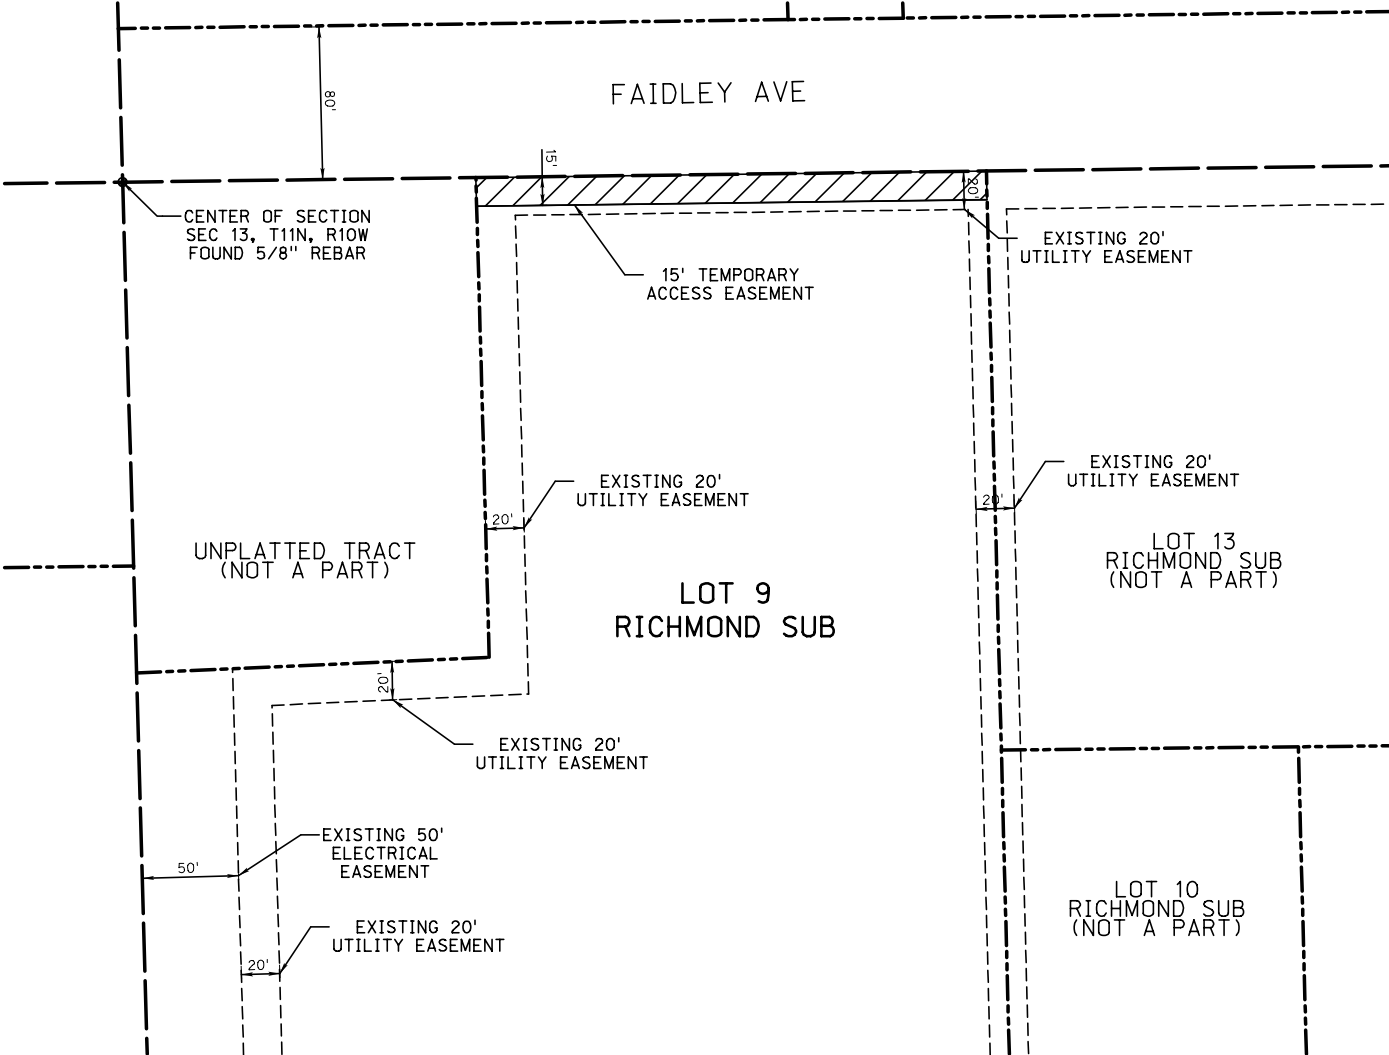 FAIDLEY AVE
80'
15'
20'
CENTER OF SECTION
SEC 13, T11N, R10W
FOUND 5/8" REBAR
EXISTING 20'
UTILITY EASEMENT
15' TEMPORARY
ACCESS EASEMENT
EXISTING 20'
UTILITY EASEMENT
20'
EXISTING 20'
UTILITY EASEMENT
20'
UNPLATTED TRACT
(NOT A PART)
LOT 13
RICHMOND SUB
(NOT A PART)
LOT 9
RICHMOND SUB
20'
EXISTING 20'
UTILITY EASEMENT
EXISTING 50'
ELECTRICAL
EASEMENT
50'
LOT 10
RICHMOND SUB
(NOT A PART)
EXISTING 20'
UTILITY EASEMENT
20'